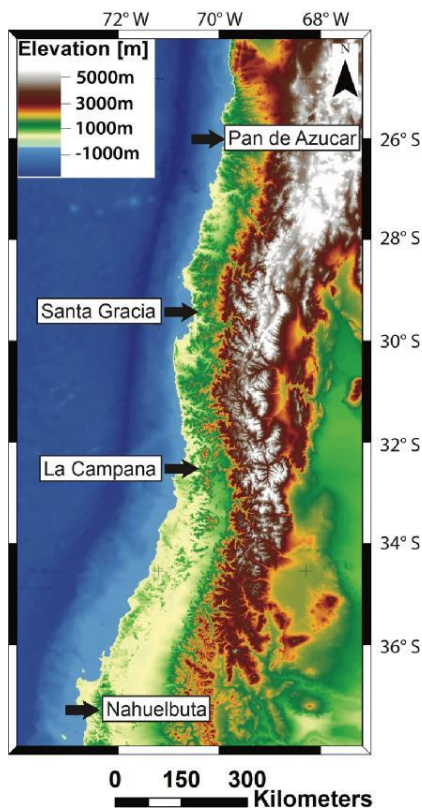 72° W 70° W 68° W
Elevation [m]
5000m
3000m
1000m
-1000m
N
Pan de Azucar
26° S
28° S
Santa Gracia
30° S
La Campana
32° S
34° S
36° S
Nahuelbuta
0 150 300
Kilometers